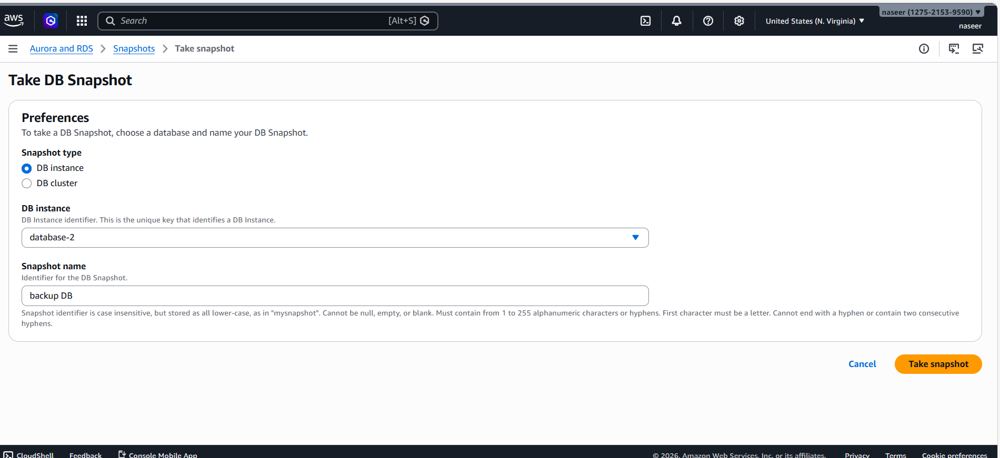 aws
Search [Alt+S]
United States (N. Virginia)
naseer (1275-2153-9590)
naseer
Aurora and RDS
Snapshots
Take snapshot
Take DB Snapshot
Preferences
To take a DB Snapshot, choose a database and name your DB Snapshot.
Snapshot type
DB instance
DB cluster
DB instance
DB Instance identifier. This is the unique key that identifies a DB Instance.
database-2
Snapshot name
Identifier for the DB Snapshot.
backup DB
Snapshot identifier is case insensitive, but stored as all lower-case, as in "mysnapshot". Cannot be null, empty, or blank. Must contain from 1 to 255 alphanumeric characters or hyphens. First character must be a letter. Cannot end with a hyphen or contain two consecutive
hyphens.
Cancel
Take snapshot
CloudShell
Feedback
Console Mobile App
© 2026, Amazon Web Services, Inc. or its affiliates.
Privacy
Terms
Cookie preferences